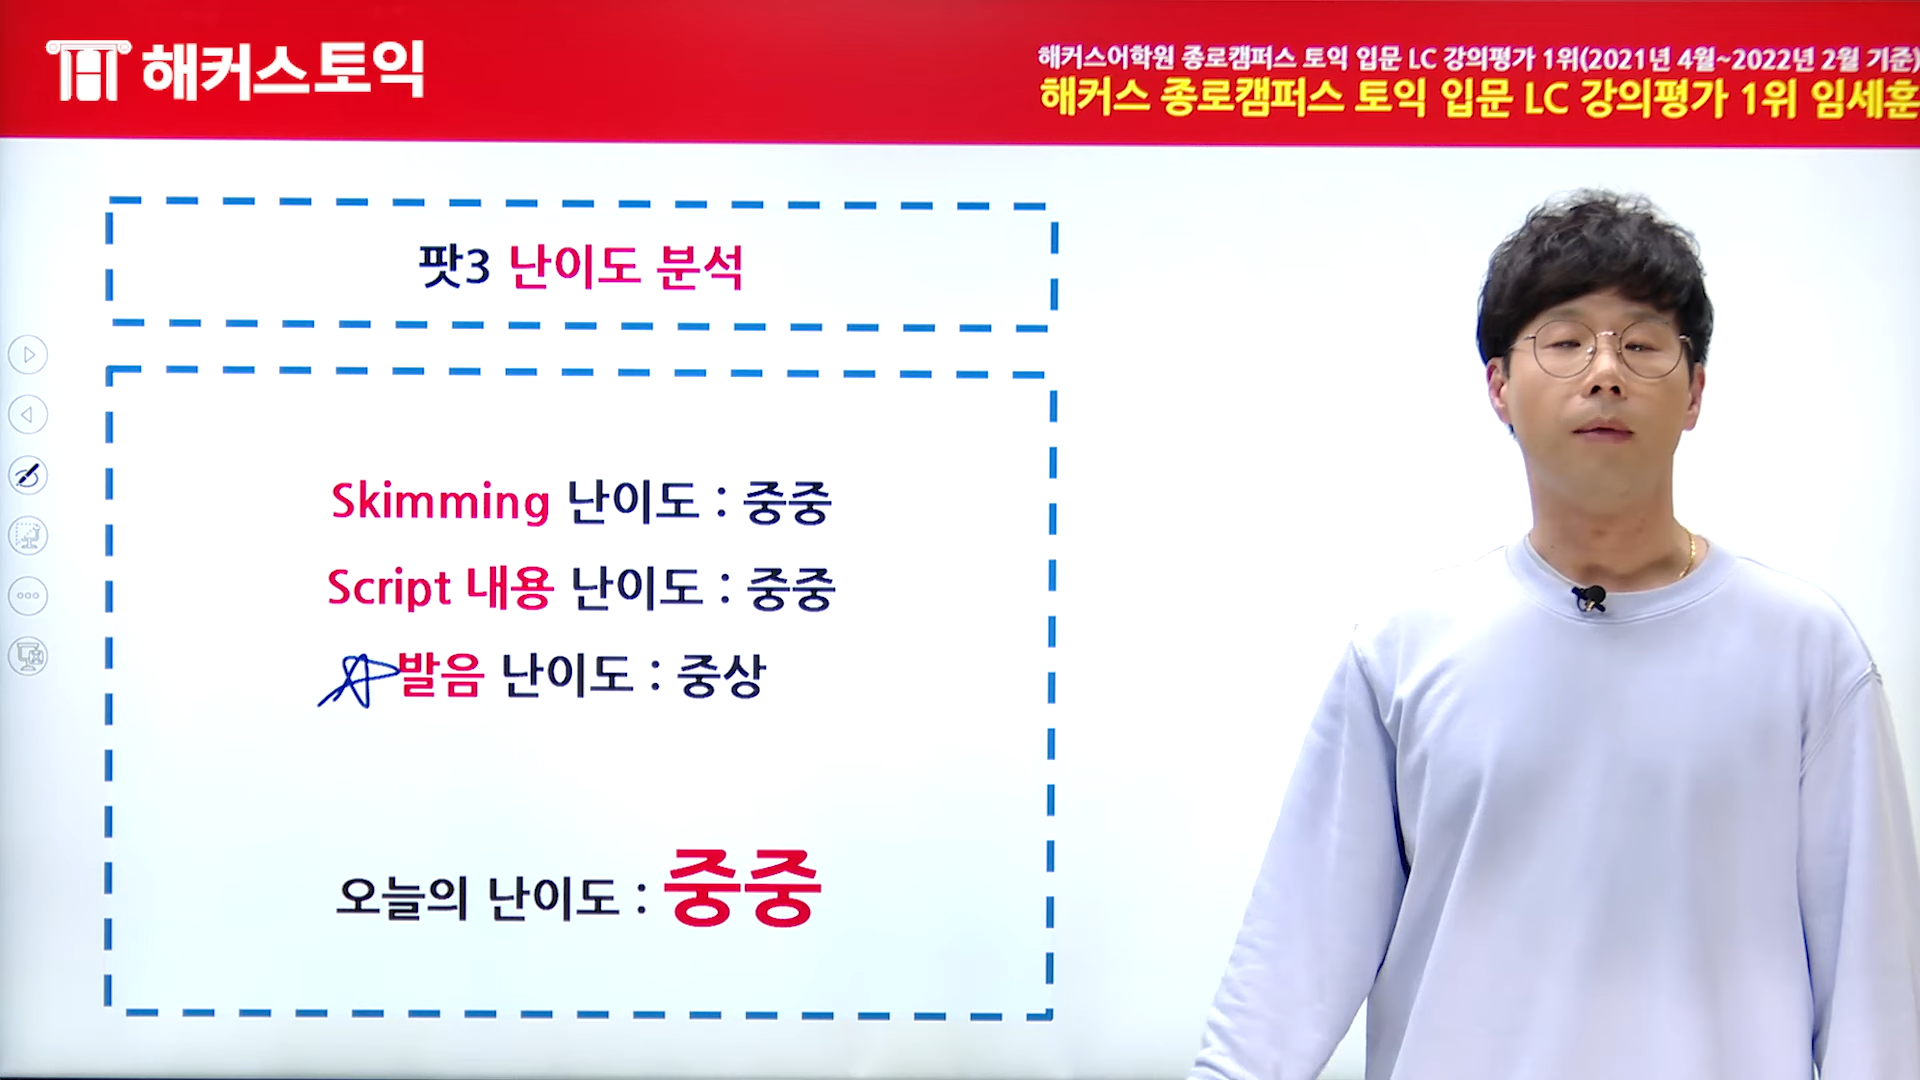 해커스토익
해커스어학원 종로캠퍼스 토익 입문 LC 강의평가 1위(2021년 4월~2022년 2월 기준)
해커스 종로캠퍼스 토익 입문 LC 강의평가 1위 임세훈
팟3 난이도 분석
Skimming 난이도 : 중중
Script 내용 난이도 : 중중
발음 난이도 : 중상
오늘의 난이도 : 중중